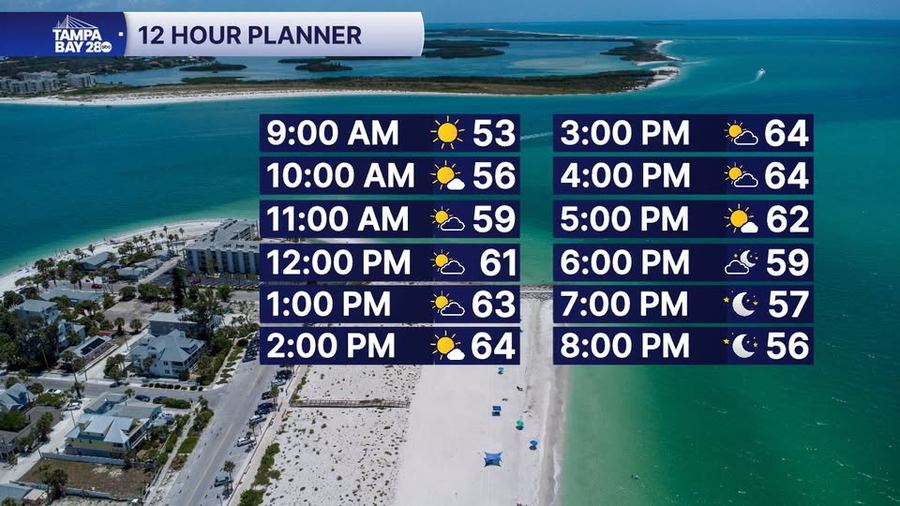 TAMPA
BAY 28 abc
12 HOUR PLANNER
9:00 AM 53
10:00 AM 56
11:00 AM 59
12:00 PM 61
1:00 PM 63
2:00 PM 64
3:00 PM 64
4:00 PM 64
5:00 PM 62
6:00 PM 59
7:00 PM 57
8:00 PM 56